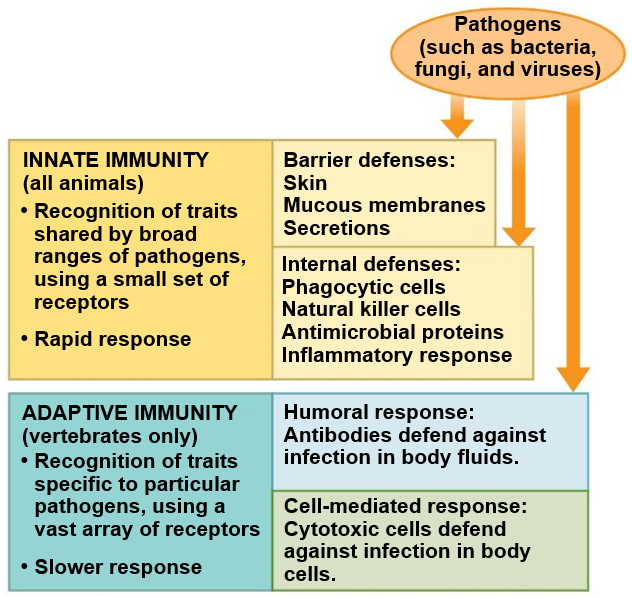 Pathogens
(such as bacteria,
fungi, and viruses)
INNATE IMMUNITY
(all animals)
• Recognition of traits
shared by broad
ranges of pathogens,
using a small set of
receptors
• Rapid response
Barrier defenses:
Skin
Mucous membranes
Secretions
Internal defenses:
Phagocytic cells
Natural killer cells
Antimicrobial proteins
Inflammatory response
ADAPTIVE IMMUNITY
(vertebrates only)
• Recognition of traits
specific to particular
pathogens, using a
vast array of receptors
• Slower response
Humoral response:
Antibodies defend against
infection in body fluids.
Cell-mediated response:
Cytotoxic cells defend
against infection in body
cells.